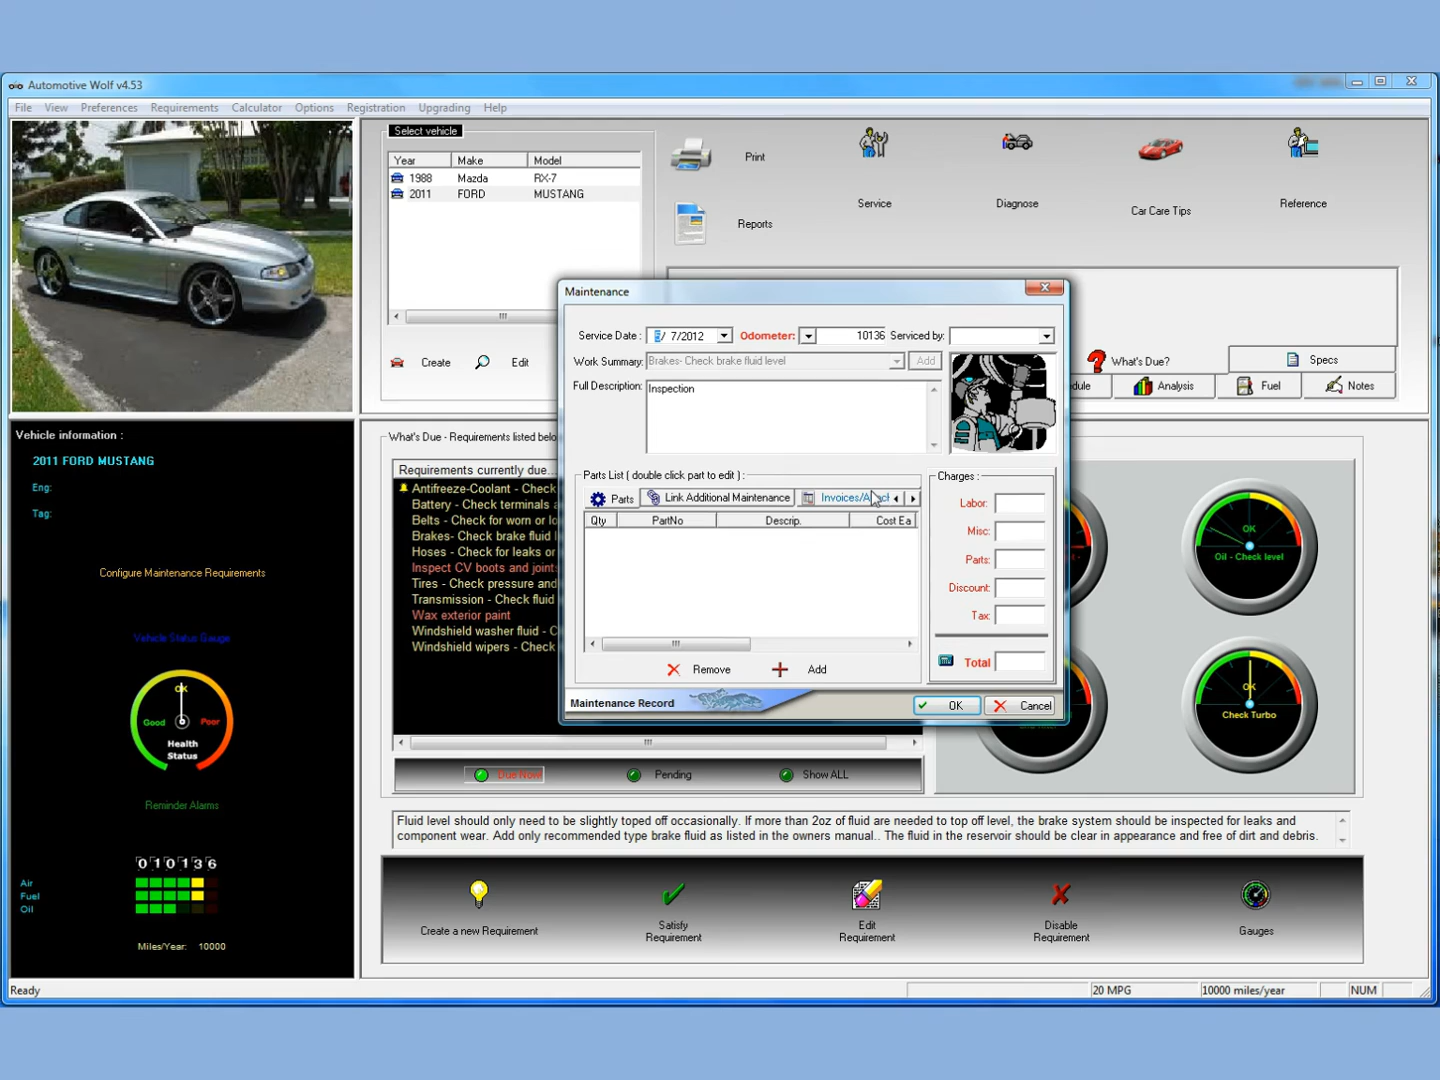 Automotive Wolf v4.53
File View Preferences Requirements Calculator Options Registration Upgrading Help
Select vehicle
Year Make Model
1988 Mazda RX-7
2011 FORD MUSTANG
Create Edit
Print
Reports
Service
Diagnose
Car Care Tips
Reference
What's Due?
Specs
Analysis
Fuel
Notes
Maintenance
Service Date : 5/ 7/2012 Odometer: 10136 Serviced by:
Work Summary: Brakes- Check brake fluid level Add
Full Description: Inspection
Parts List ( double click part to edit ) :
Parts Link Additional Maintenance
Qty PartNo Descrip. Cost Ea
Remove Add
Charges :
Labor:
Misc:
Parts:
Discount:
Tax:
Total
Maintenance Record
OK Cancel
Vehicle information :
2011 FORD MUSTANG
Eng:
Tag:
Configure Maintenance Requirements
Vehicle Status Gauge
OK
Good Poor
Health
Status
Reminder Alarms
010136
Air
Fuel
Oil
Miles/Year: 10000
What's Due - Requirements listed
Requirements currently due...
Antifreeze-Coolant - Check
Battery - Check terminals
Belts - Check for worn or
Brakes- Check brake fluid
Hoses - Check for leaks or
Inspect CV boots and joints
Tires - Check pressure and
Transmission - Check fluid
Wax exterior paint
Windshield washer fluid -
Windshield wipers - Check
Due Now Pending Show ALL
OK
Oil - Check level
OK
Check Turbo
Fluid level should only need to be slightly toped off occasionally. If more than 2oz of fluid are needed to top off level, the brake system should be inspected for leaks and
component wear. Add only recommended type brake fluid as listed in the owners manual.. The fluid in the reservoir should be clear in appearance and free of dirt and debris.
Create a new Requirement
Satisfy
Requirement
Edit
Requirement
Disable
Requirement
Gauges
Ready 20 MPG 10000 miles/year NUM